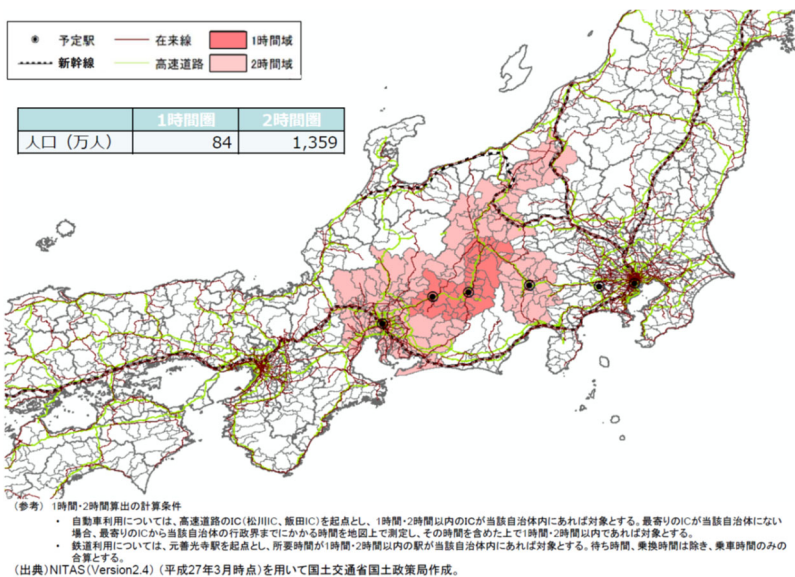 予定駅
在来線
1時間域
新幹線
高速道路
2時間域
1時間圏 2時間圏
人口（万人） 84 1,359
（参考） 1時間・2時間算出の計算条件
・ 自動車利用については、高速道路のIC（松川IC、飯田IC）を起点とし、1時間・2時間以内のICが当該自治体内にあれば対象とする。最寄りのICが当該自治体にない
場合、最寄りのICから当該自治体の行政界までにかかる時間を地図上で測定し、その時間を含めた上で1時間・2時間以内であれば対象とする。
・ 鉄道利用については、元善光寺駅を起点とし、所要時間が1時間・2時間以内の駅が当該自治体内にあれば対象とする。待ち時間、乗換時間は除き、乗車時間のみの
合算とする。
（出典）NITAS（Version2.4）（平成27年3月時点）を用いて国土交通省国土政策局作成。